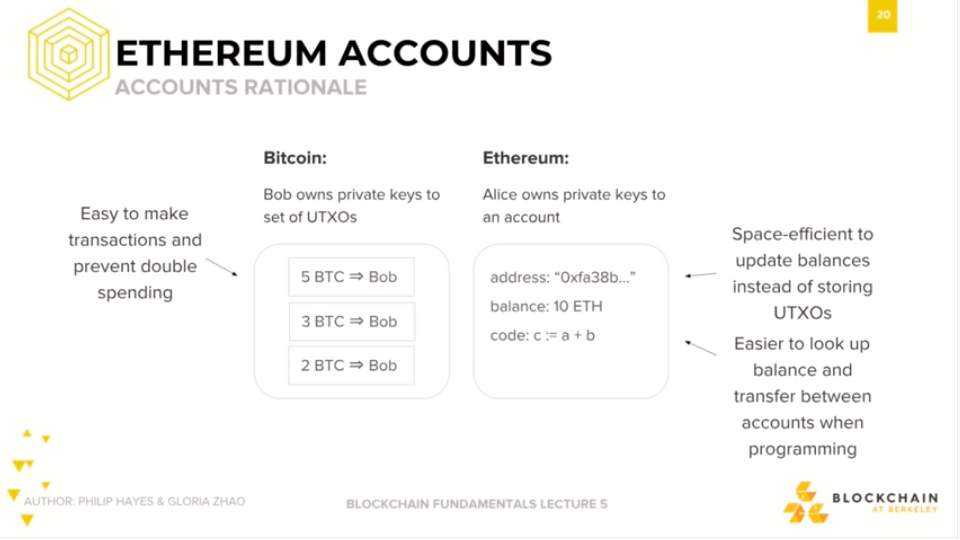 20
ETHEREUM ACCOUNTS
ACCOUNTS RATIONALE
Bitcoin:
Bob owns private keys to
set of UTXOs
Easy to make
transactions and
prevent double
spending
5 BTC ⇒ Bob
3 BTC ⇒ Bob
2 BTC ⇒ Bob
Ethereum:
Alice owns private keys to
an account
address: “0xfa38b...”
balance: 10 ETH
code: c := a + b
Space-efficient to
update balances
instead of storing
UTXOs
Easier to look up
balance and
transfer between
accounts when
programming
AUTHOR: PHILIP HAYES & GLORIA ZHAO
BLOCKCHAIN FUNDAMENTALS LECTURE 5
BLOCKCHAIN
AT BERKELEY